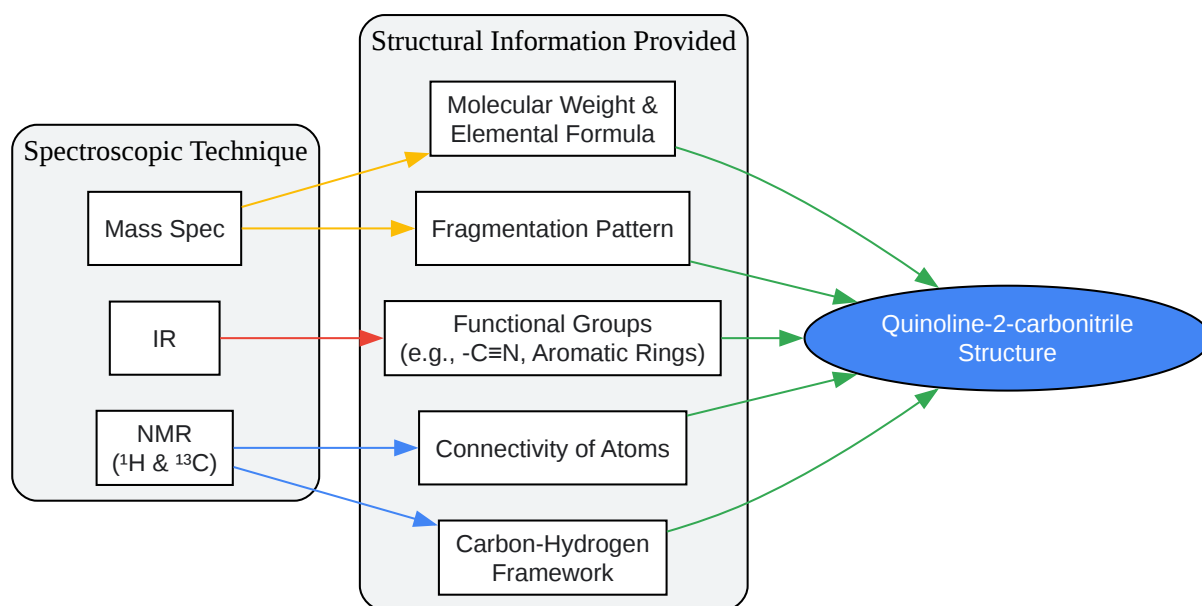 Spectroscopic Technique
Mass Spec
IR
NMR
(¹H & ¹³C)
Structural Information Provided
Molecular Weight &
Elemental Formula
Fragmentation Pattern
Functional Groups
(e.g., -C≡N, Aromatic Rings)
Connectivity of Atoms
Carbon-Hydrogen
Framework
Quinoline-2-carbonitrile
Structure